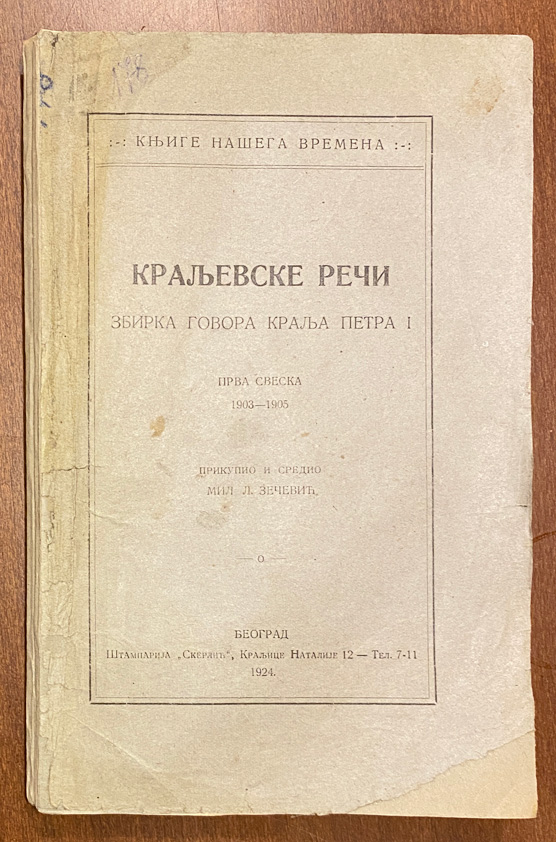 :-: КЊИГЕ НАШЕГА ВРЕМЕНА :-:
КРАЉЕВСКЕ РЕЧИ
ЗБИРКА ГОВОРА КРАЉА ПЕТРА I
ПРВА СВЕСКА
1903—1905
ПРИКУПИО И СРЕДИО
МИЛ Л. ЗЕЧЕВИЋ.
— о —
БЕОГРАД
Штампарија „Скерлић“, Краљице Наталије 12 — Тел. 7-11
1924.